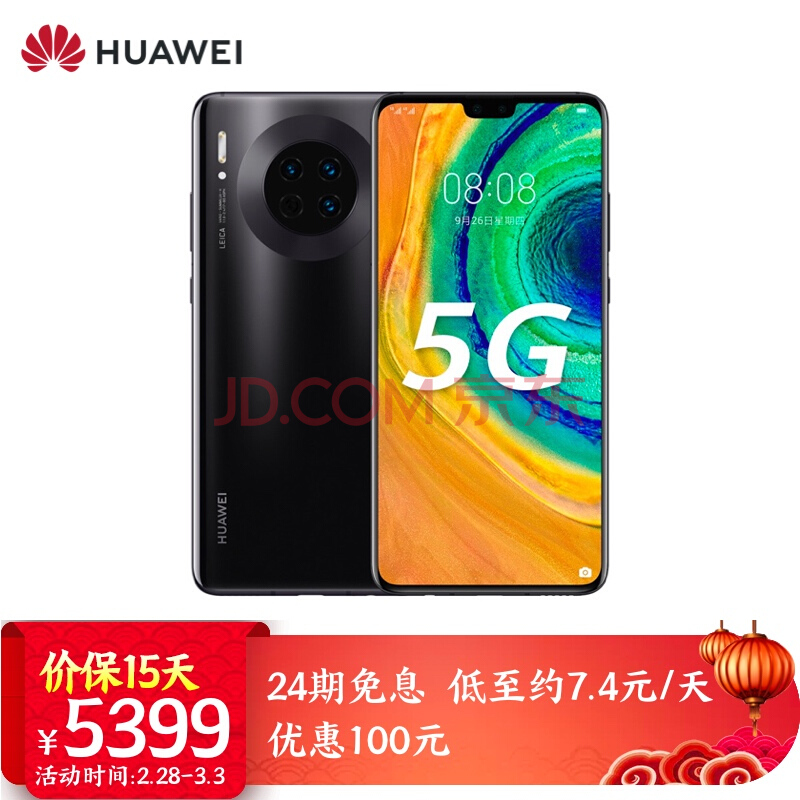 HUAWEI
08:08
9月26日星期四
LEICA
5G
JD.COM 京东
HUAWEI
价保15天
24期免息 低至约7.4元/天
¥5399
优惠100元
活动时间:2.28-3.3